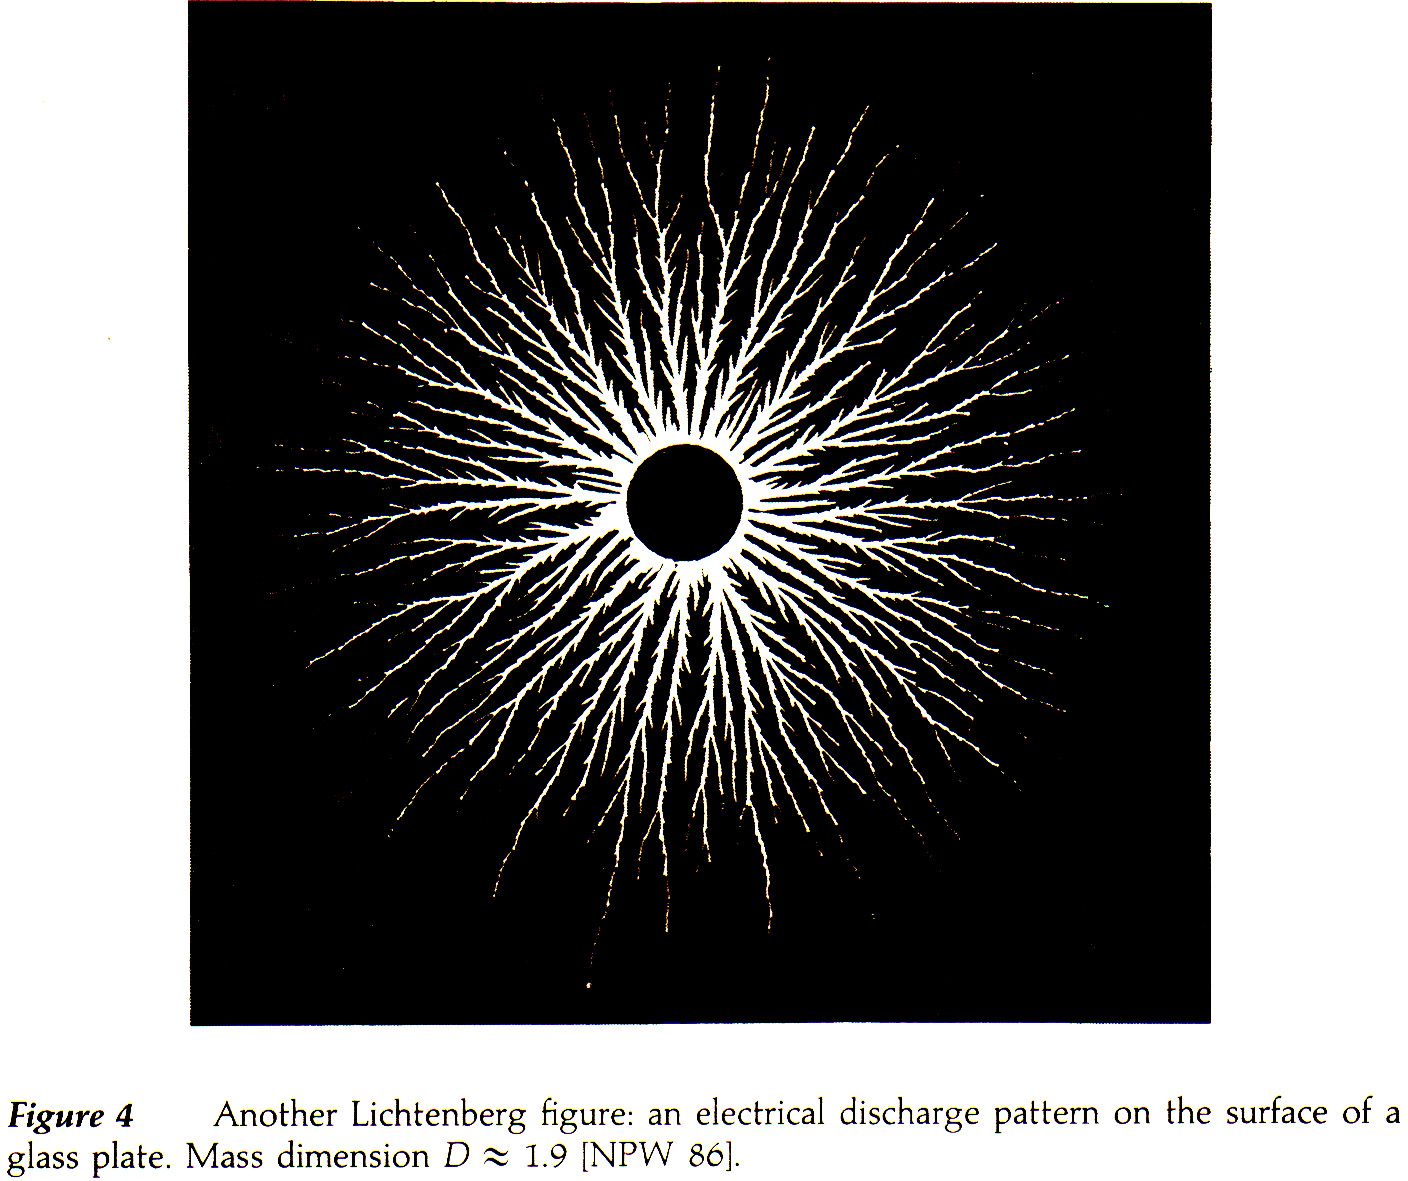 Figure 4 Another Lichtenberg figure: an electrical discharge pattern on the surface of a
glass plate. Mass dimension D ≈ 1.9 [NPW 86].